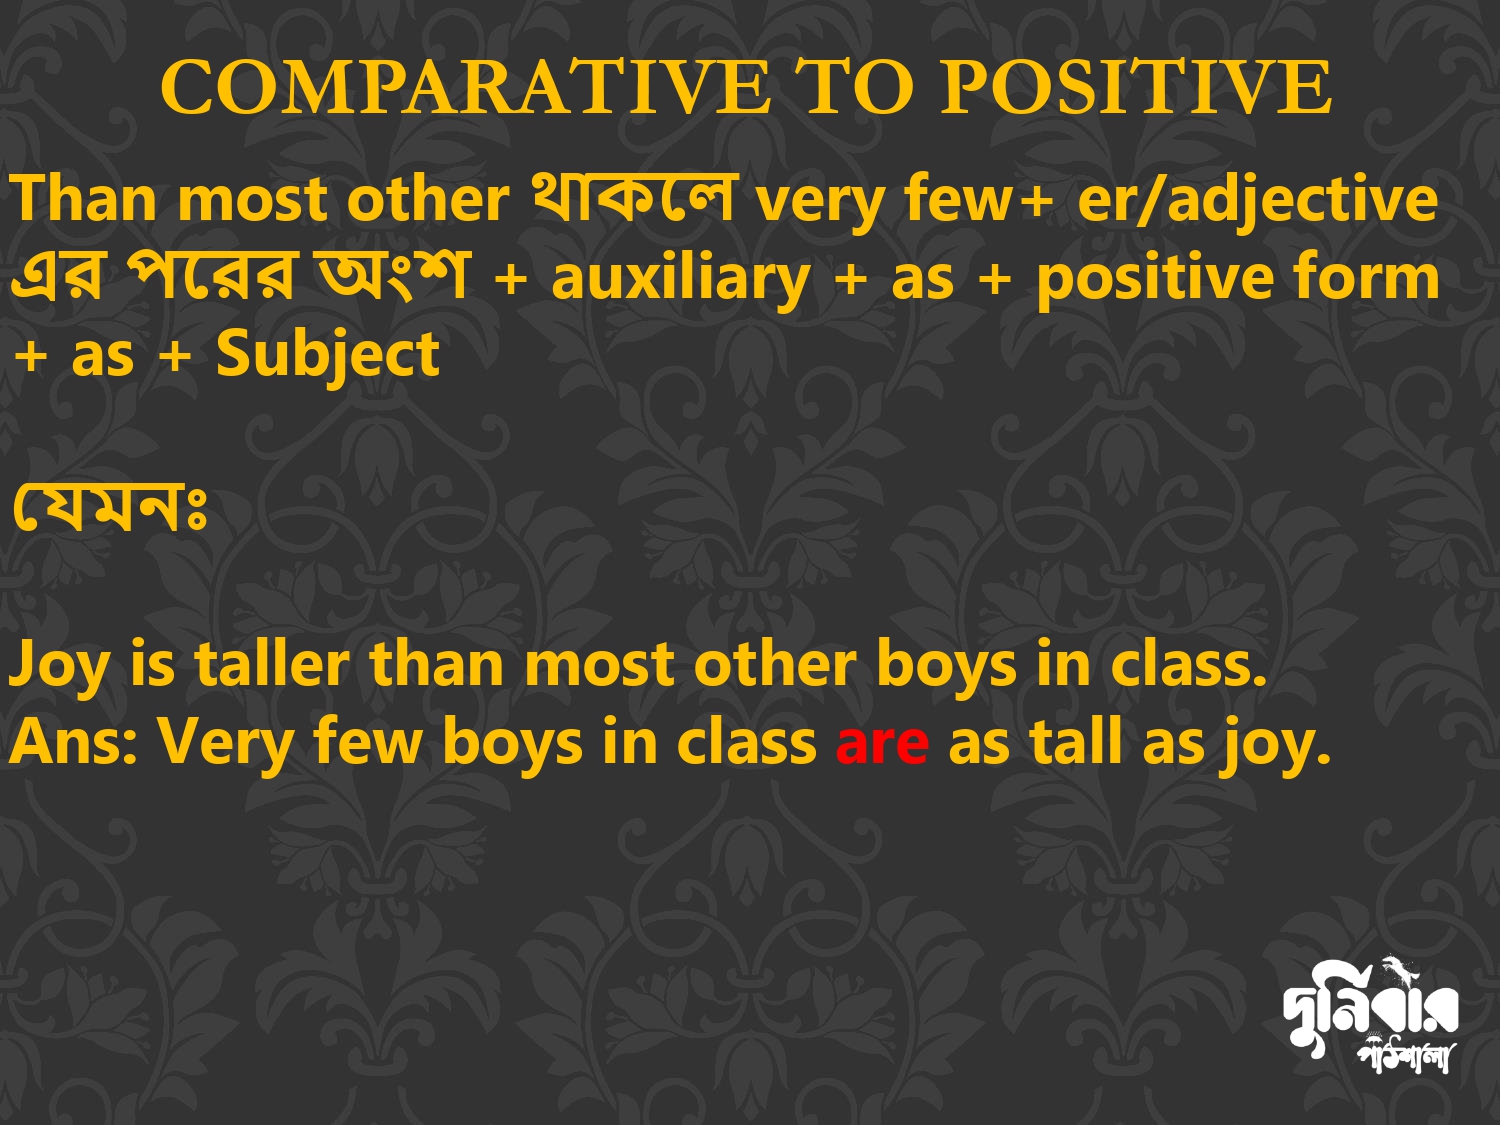 COMPARATIVE TO POSITIVE
Than most other থাকলে very few+ er/adjective
এর পরের অংশ + auxiliary + as + positive form
+ as + Subject
যেমনঃ
Joy is taller than most other boys in class.
Ans: Very few boys in class are as tall as joy.
দুর্নিবার
পাঠশালা